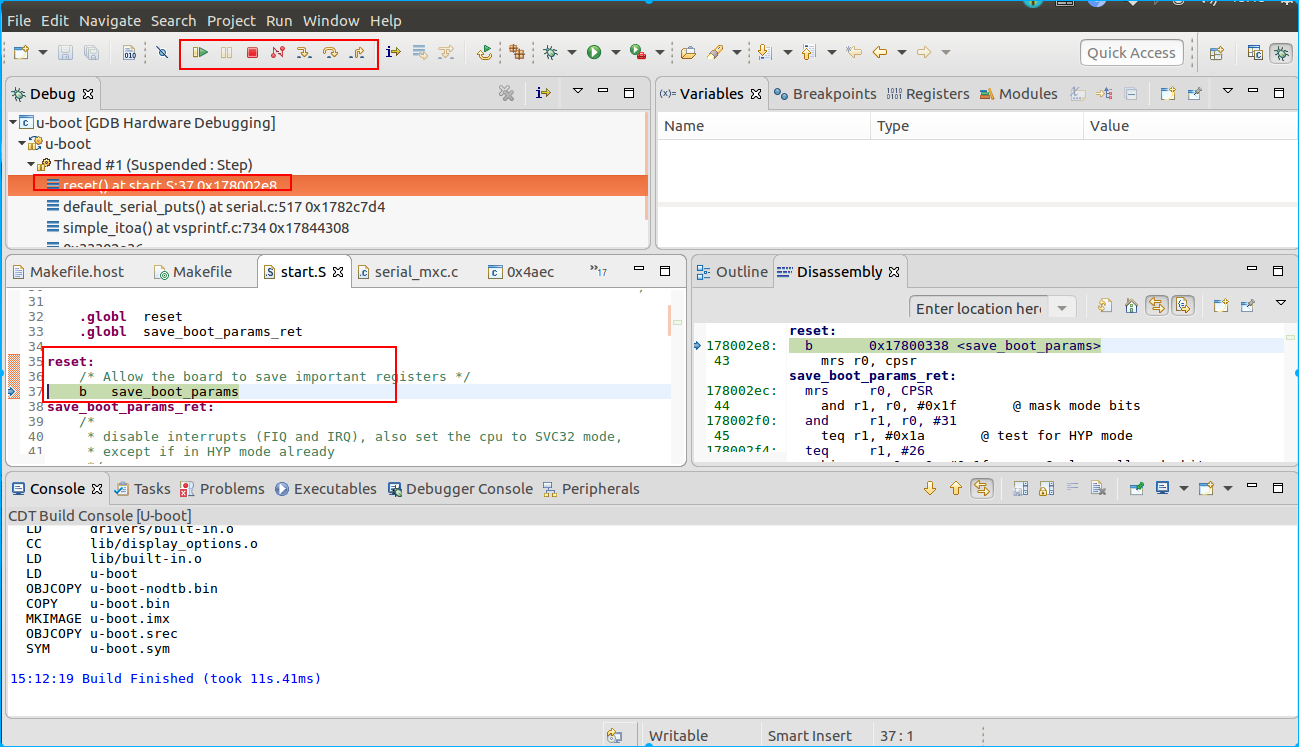 File Edit Navigate Search Project Run Window Help
Quick Access
Debug
u-boot [GDB Hardware Debugging]
u-boot
Thread #1 (Suspended : Step)
reset() at start.S:37 0x178002e8
default_serial_puts() at serial.c:517 0x1782c7d4
simple_itoa() at vsprintf.c:734 0x17844308
(x)= Variables Breakpoints Registers Modules
Name Type Value
Makefile.host Makefile start.S serial_mxc.c 0x4aec »17
31
32 .globl reset
33 .globl save_boot_params_ret
34
35 reset:
36 /* Allow the board to save important registers */
37 b save_boot_params
38 save_boot_params_ret:
39 /*
40 * disable interrupts (FIQ and IRQ), also set the cpu to SVC32 mode,
41 * except if in HYP mode already
Outline Disassembly
Enter location here
reset:
178002e8: b 0x17800338 <save_boot_params>
43 mrs r0, cpsr
save_boot_params_ret:
178002ec: mrs r0, CPSR
44 and r1, r0, #0x1f @ mask mode bits
178002f0: and r1, r0, #31
45 teq r1, #0x1a @ test for HYP mode
178002f4: teq r1, #26
Console Tasks Problems Executables Debugger Console Peripherals
CDT Build Console [U-boot]
LD drivers/built-in.o
CC lib/display_options.o
LD lib/built-in.o
LD u-boot
OBJCOPY u-boot-nodtb.bin
COPY u-boot.bin
MKIMAGE u-boot.imx
OBJCOPY u-boot.srec
SYM u-boot.sym
15:12:19 Build Finished (took 11s.41ms)
Writable Smart Insert 37 : 1